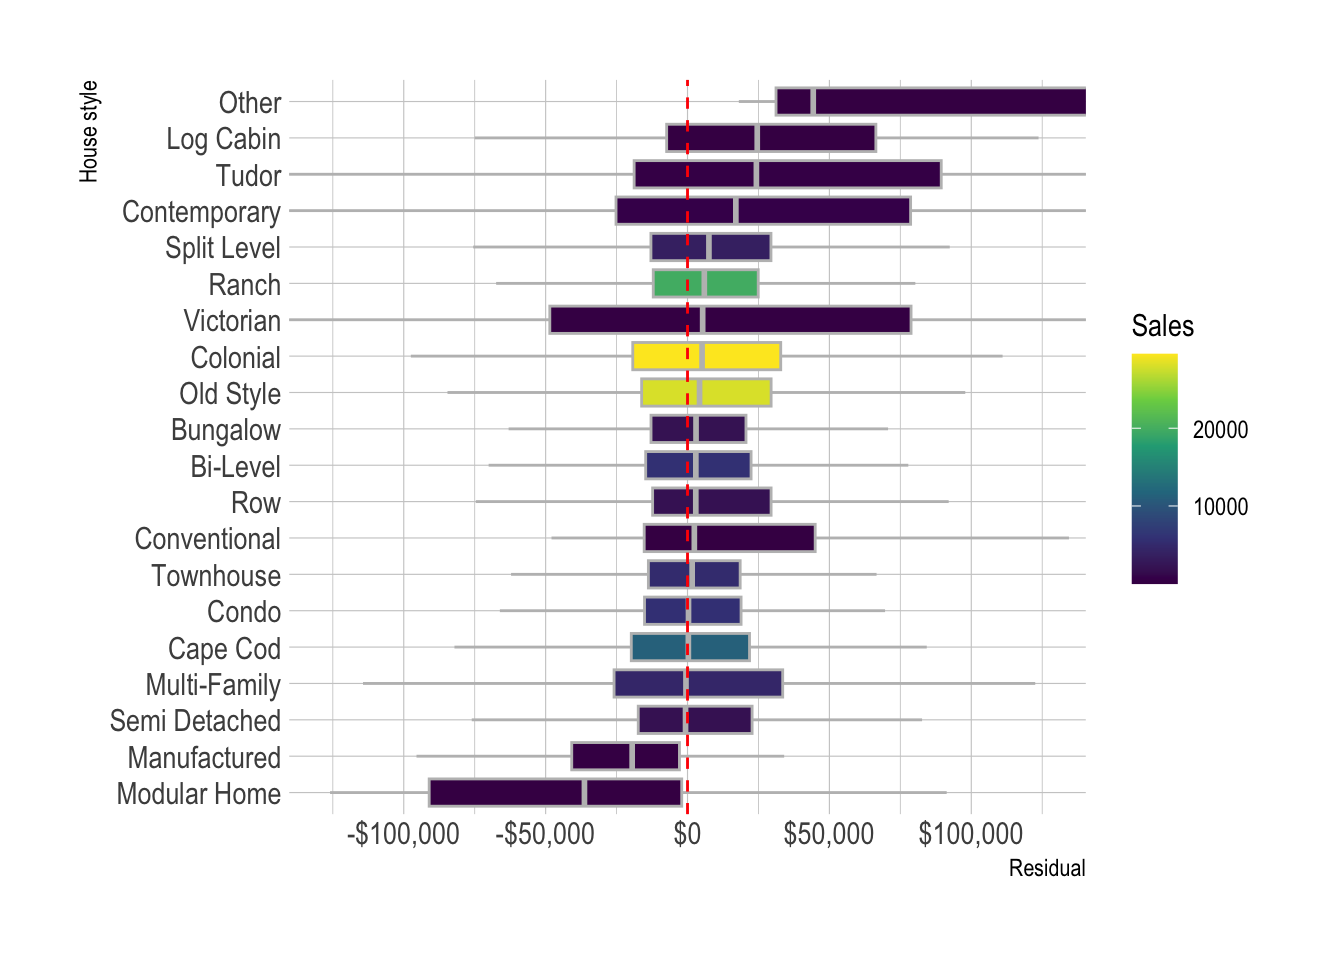 House style
Other
Log Cabin
Tudor
Contemporary
Split Level
Ranch
Victorian
Colonial
Old Style
Bungalow
Bi-Level
Row
Conventional
Townhouse
Condo
Cape Cod
Multi-Family
Semi Detached
Manufactured
Modular Home
-$100,000 -$50,000 $0 $50,000 $100,000
Residual
Sales
20000
10000